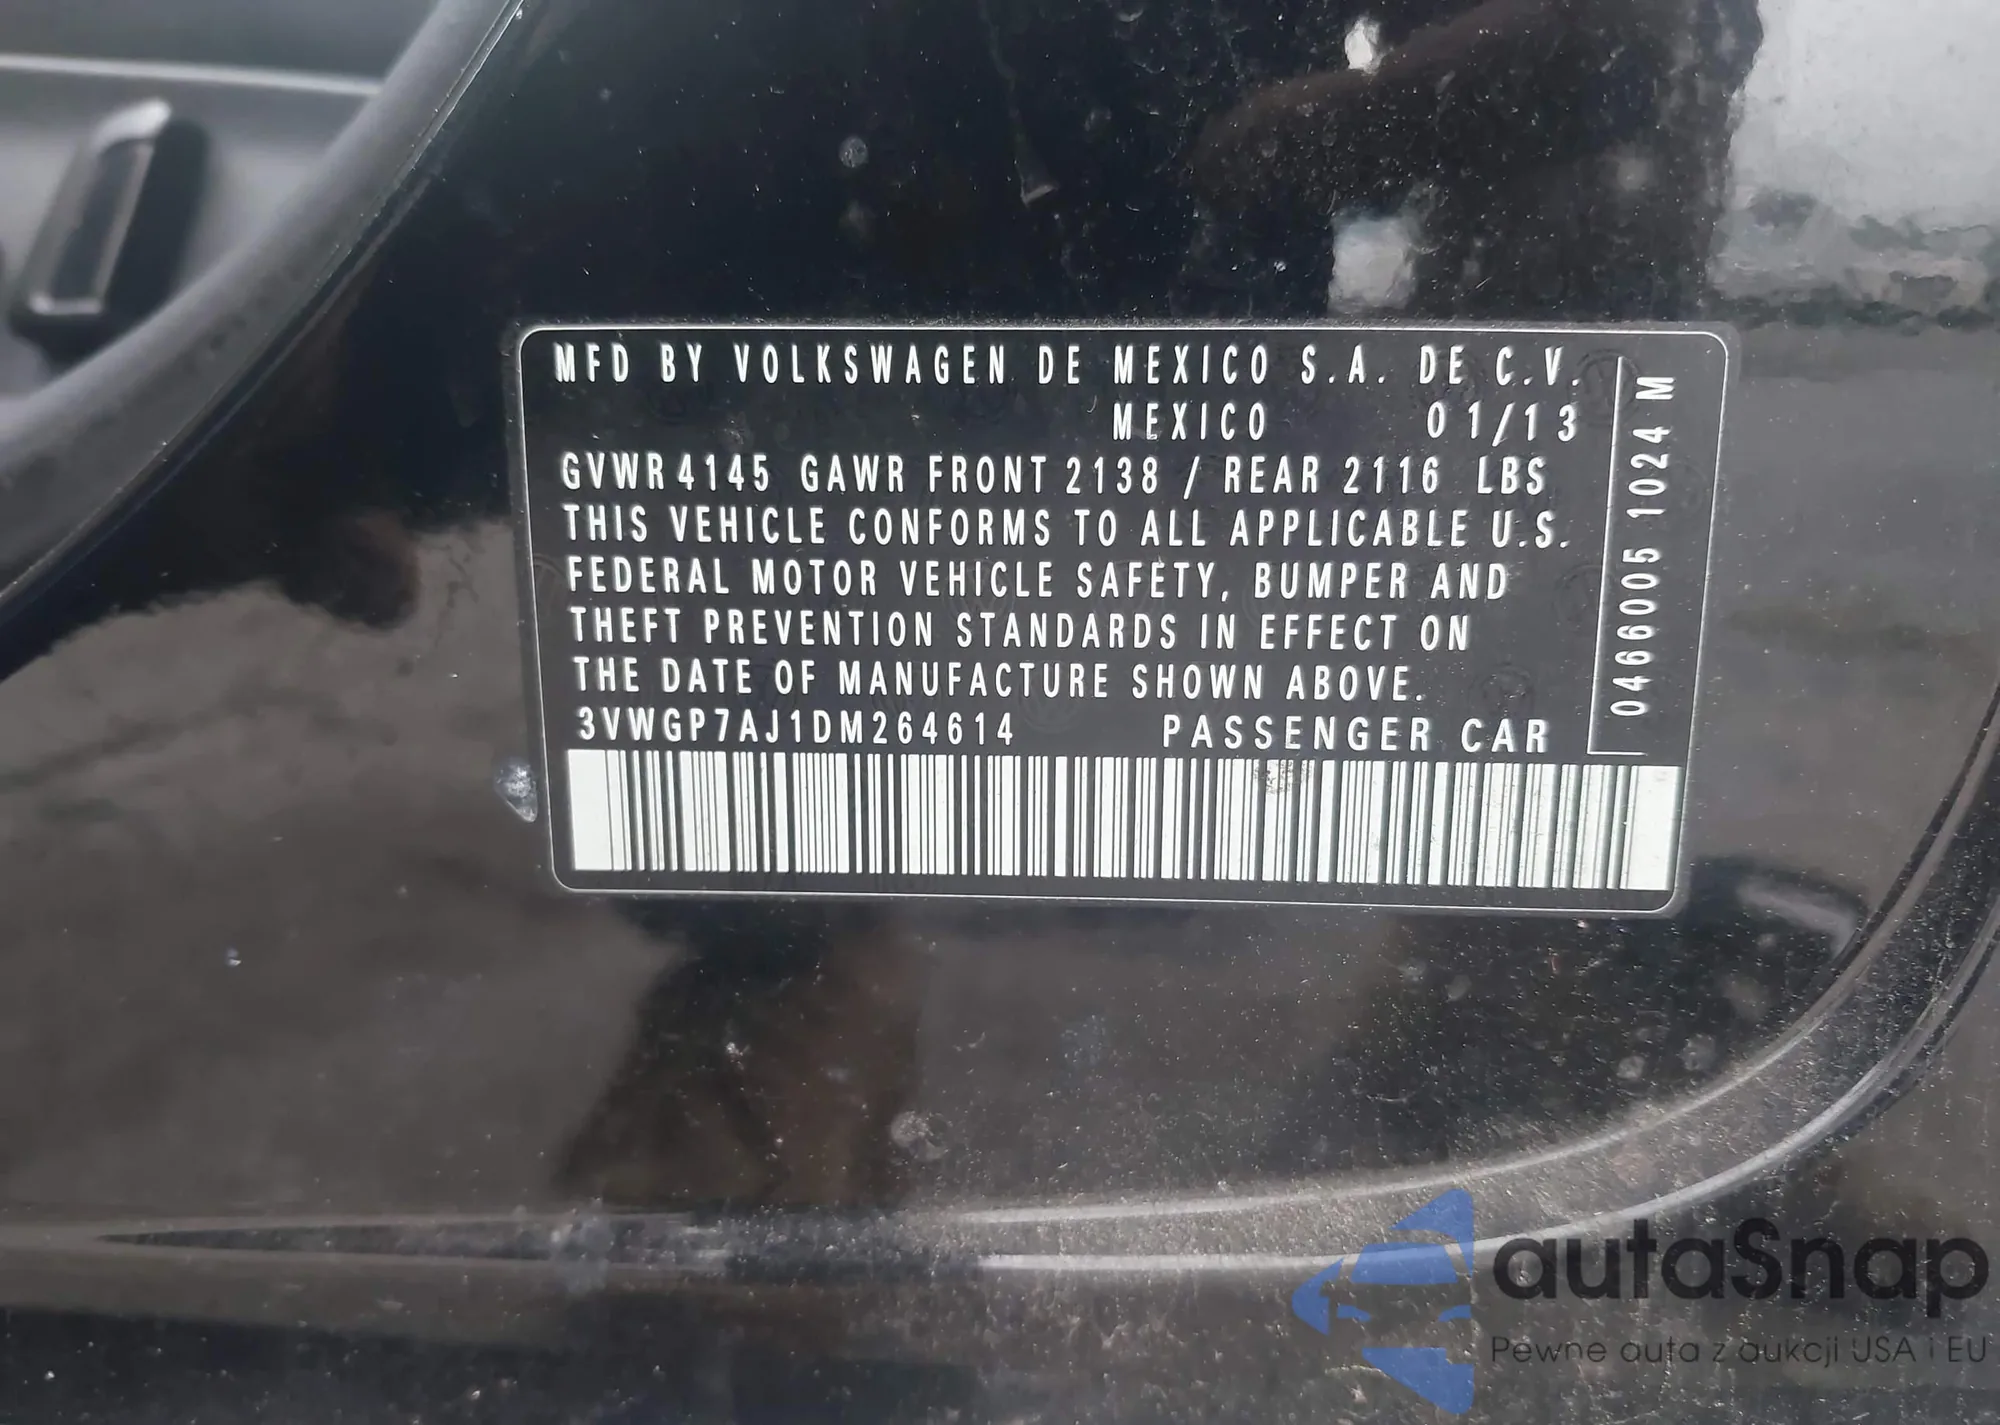 MFD BY VOLKSWAGEN DE MEXICO S.A. DE C.V.
MEXICO 01/13
GVWR 4145 GAWR FRONT 2138 / REAR 2116 LBS
THIS VEHICLE CONFORMS TO ALL APPLICABLE U.S.
FEDERAL MOTOR VEHICLE SAFETY, BUMPER AND
THEFT PREVENTION STANDARDS IN EFFECT ON
THE DATE OF MANUFACTURE SHOWN ABOVE.
3VWGP7AJ1DM264614 PASSENGER CAR
0466005 1024 M
autaSnap
Pewne auta z aukcji USA i EU